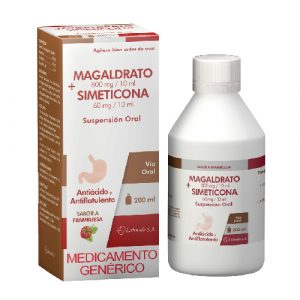 Agítese bien antes de usar
MAGALDRATO
800 mg / 10 ml
+
SIMETICONA
60 mg / 10 ml
Suspensión Oral
Vía
Oral
200 ml
Antiácido y
Antiflatulento
SABOR A
FRAMBUESA
MEDICAMENTO
GENÉRICO
MAGALDRATO
800 mg / 10 ml
+
SIMETICONA
60 mg / 10 ml
Suspensión Oral
200 ml
Antiácido y
Antiflatulento